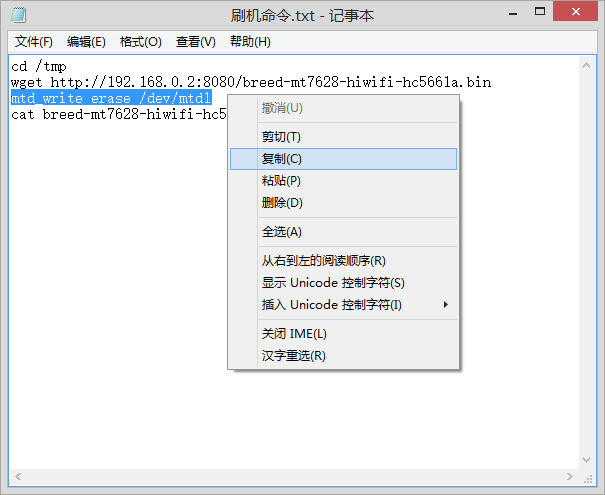 刷机命令.txt - 记事本
文件(F) 编辑(E) 格式(O) 查看(V) 帮助(H)
cd /tmp
wget http://192.168.0.2:8080/breed-mt7628-hiwifi-hc5661a.bin
mtd write erase /dev/mtd1
cat breed-mt7628-hiwifi-hc5
撤消(U)
剪切(T)
复制(C)
粘贴(P)
删除(D)
全选(A)
从右到左的阅读顺序(R)
显示 Unicode 控制字符(S)
插入 Unicode 控制字符(I)
关闭 IME(L)
汉字重选(R)